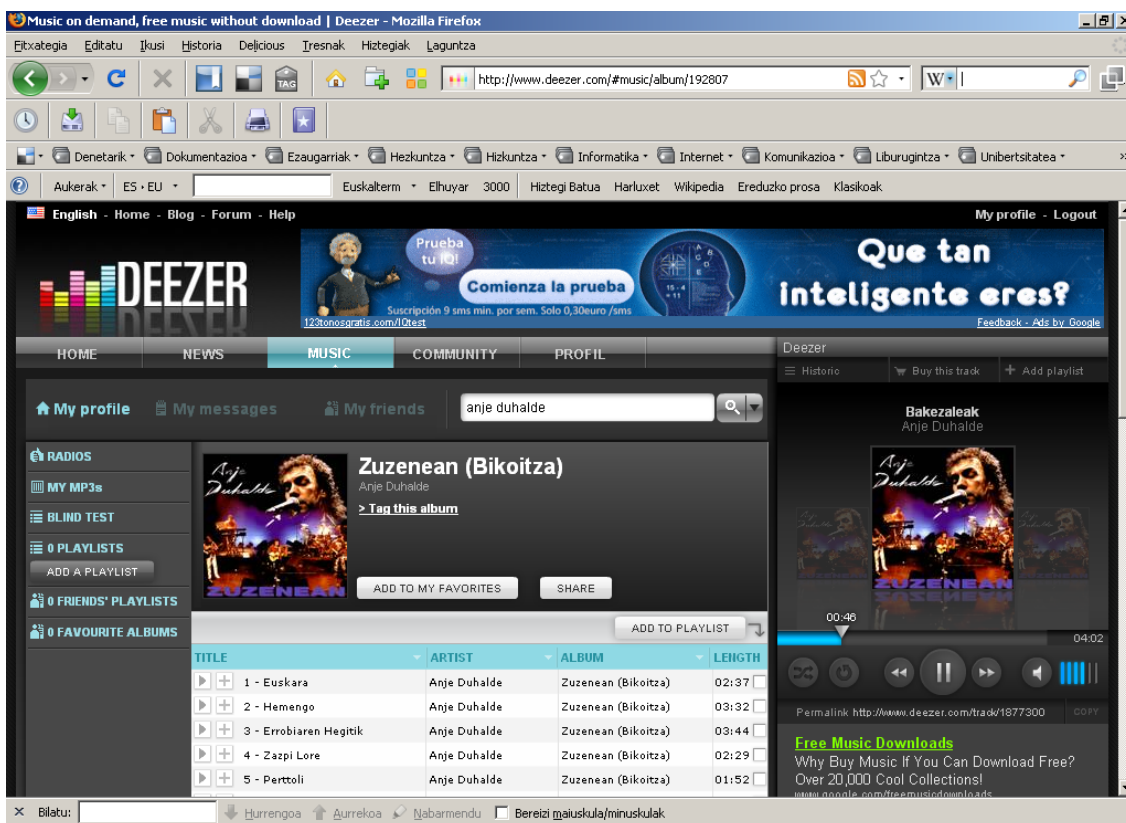 Music on demand, free music without download | Deezer - Mozilla Firefox
Fitxategia Editatu Ikusi Historia Delicious Tresnak Hiztegiak Laguntza
TAG http://www.deezer.com/#music/album/192807 W
Denetarik Dokumentazioa Ezaugarriak Hezkuntza Hizkuntza Informatika Internet Komunikazioa Liburugintza Unibertsitatea »
Aukerak ES › EU Euskalterm Elhuyar 3000 Hiztegi Batua Harluxet Wikipedia Ereduzko prosa Klasikoak
English - Home - Blog - Forum - Help My profile - Logout
DEEZER
Prueba
tu IQ!
Comienza la prueba
Suscripción 9 sms min. por sem. Solo 0,30euro /sms
123tonosgratis.com/IQtest
15 - 4
= 11
Que tan
inteligente eres?
Feedback - Ads by Google
HOME NEWS MUSIC COMMUNITY PROFIL
My profile My messages My friends anje duhalde
RADIOS
MY MP3s
BLIND TEST
0 PLAYLISTS
ADD A PLAYLIST
0 FRIENDS' PLAYLISTS
0 FAVOURITE ALBUMS
Anje
Duhalde
ZUZENEAN
Zuzenean (Bikoitza)
Anje Duhalde
> Tag this album
ADD TO MY FAVORITES SHARE
ADD TO PLAYLIST
TITLE ARTIST ALBUM LENGTH
1 - Euskara Anje Duhalde Zuzenean (Bikoitza) 02:37
2 - Hemengo Anje Duhalde Zuzenean (Bikoitza) 03:32
3 - Errobiaren Hegitik Anje Duhalde Zuzenean (Bikoitza) 03:44
4 - Zazpi Lore Anje Duhalde Zuzenean (Bikoitza) 02:29
5 - Perttoli Anje Duhalde Zuzenean (Bikoitza) 01:52
Deezer
Historic Buy this track Add playlist
Bakezaleak
Anje Duhalde
Anje
Duhalde
ZUZENEAN
00:46
04:02
Permalink http://www.deezer.com/track/1877300 COPY
Free Music Downloads
Why Buy Music If You Can Download Free?
Over 20,000 Cool Collections!
www.google.com/freemusicdownloads
Bilatu: Hurrengoa Aurrekoa Nabarmendu Bereizi maiuskula/minuskulak